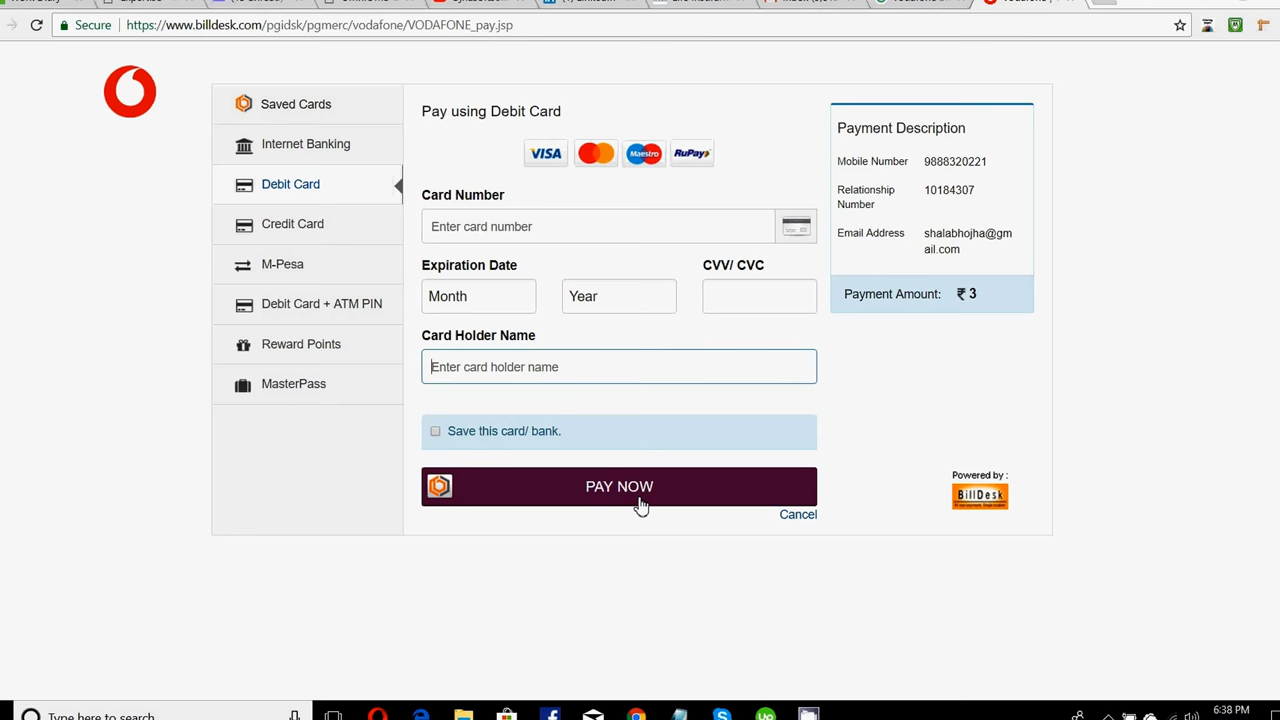 Secure
https://www.billdesk.com/pgidsk/pgmerc/vodafone/VODAFONE_pay.jsp
Saved Cards
Internet Banking
Debit Card
Credit Card
M-Pesa
Debit Card + ATM PIN
Reward Points
MasterPass
Pay using Debit Card
VISA
Maestro
RuPay
Card Number
Enter card number
Expiration Date
CVV/ CVC
Month
Year
Card Holder Name
Enter card holder name
Save this card/ bank.
PAY NOW
Cancel
Payment Description
Mobile Number 9888320221
Relationship 10184307
Number
Email Address shalabhojha@gm
ail.com
Payment Amount: ₹ 3
Powered by :
BillDesk
Type here to search
6:38 PM